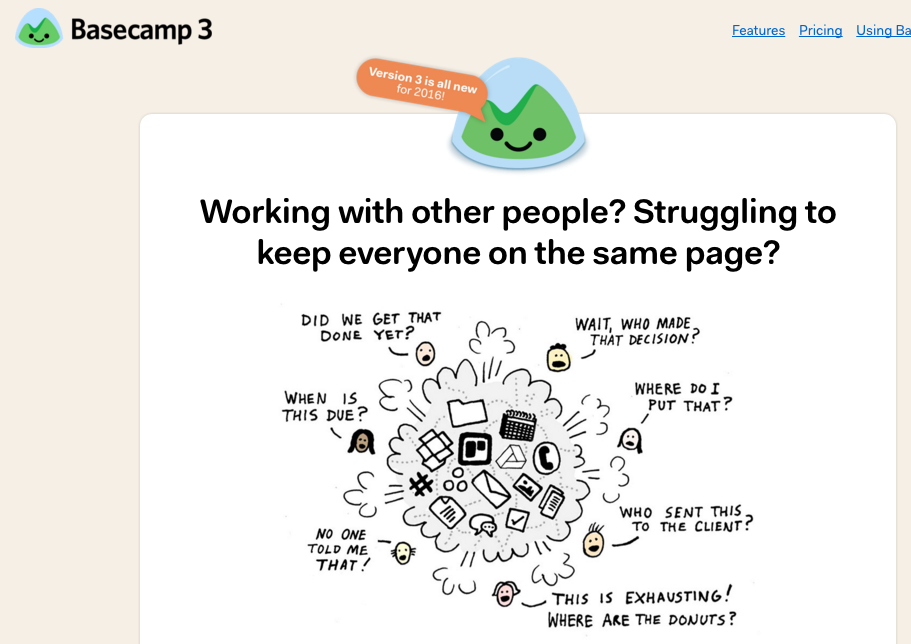 Basecamp 3
Features Pricing Using Ba
Version 3 is all new
for 2016!
Working with other people? Struggling to
keep everyone on the same page?
DID WE GET THAT
DONE YET?
WAIT, WHO MADE
THAT DECISION?
WHEN IS
THIS DUE?
WHERE DO I
PUT THAT?
WHO SENT THIS
TO THE CLIENT?
NO ONE
TOLD ME
THAT!
THIS IS EXHAUSTING!
WHERE ARE THE DONUTS?